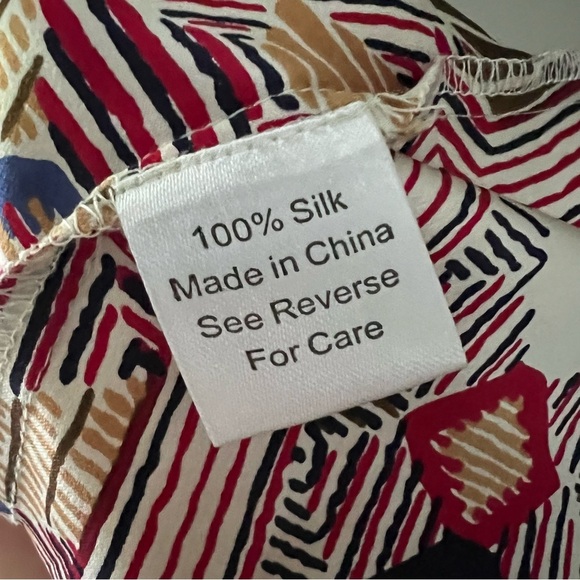 100% Silk
Made in China
See Reverse
For Care